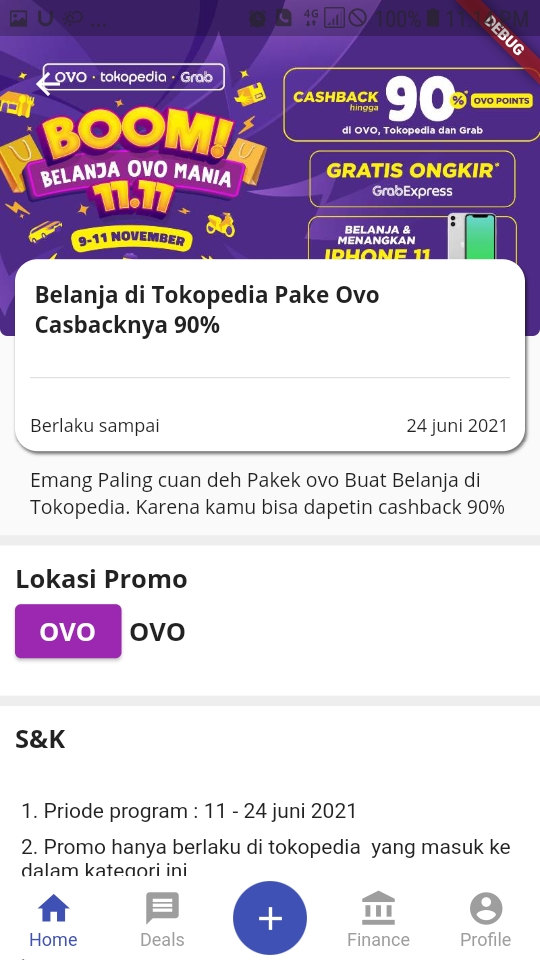 4G 100% 11:1 PM
DEBUG
OVO · tokopedia · Grab
BOOM!
BELANJA OVO MANIA
11.11
9-11 NOVEMBER
CASHBACK
hingga
90%*
OVO POINTS
di OVO, Tokopedia dan Grab
GRATIS ONGKIR*
GrabExpress
BELANJA &
MENANGKAN
IPHONE 11
Belanja di Tokopedia Pake Ovo
Casbacknya 90%
Berlaku sampai 24 juni 2021
Emang Paling cuan deh Pakek ovo Buat Belanja di
Tokopedia. Karena kamu bisa dapetin cashback 90%
Lokasi Promo
OVO OVO
S&K
1. Priode program : 11 - 24 juni 2021
2. Promo hanya berlaku di tokopedia  yang masuk ke
dalam kategori ini
Home Deals + Finance Profile